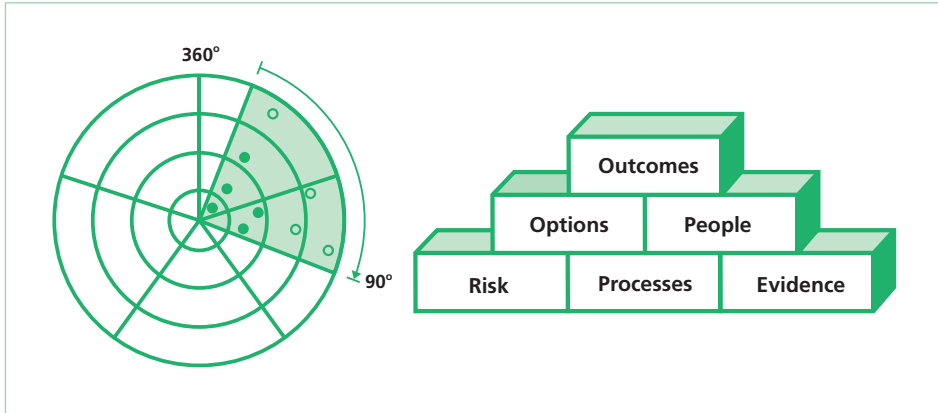 360°
90°
Outcomes
Options
People
Risk
Processes
Evidence